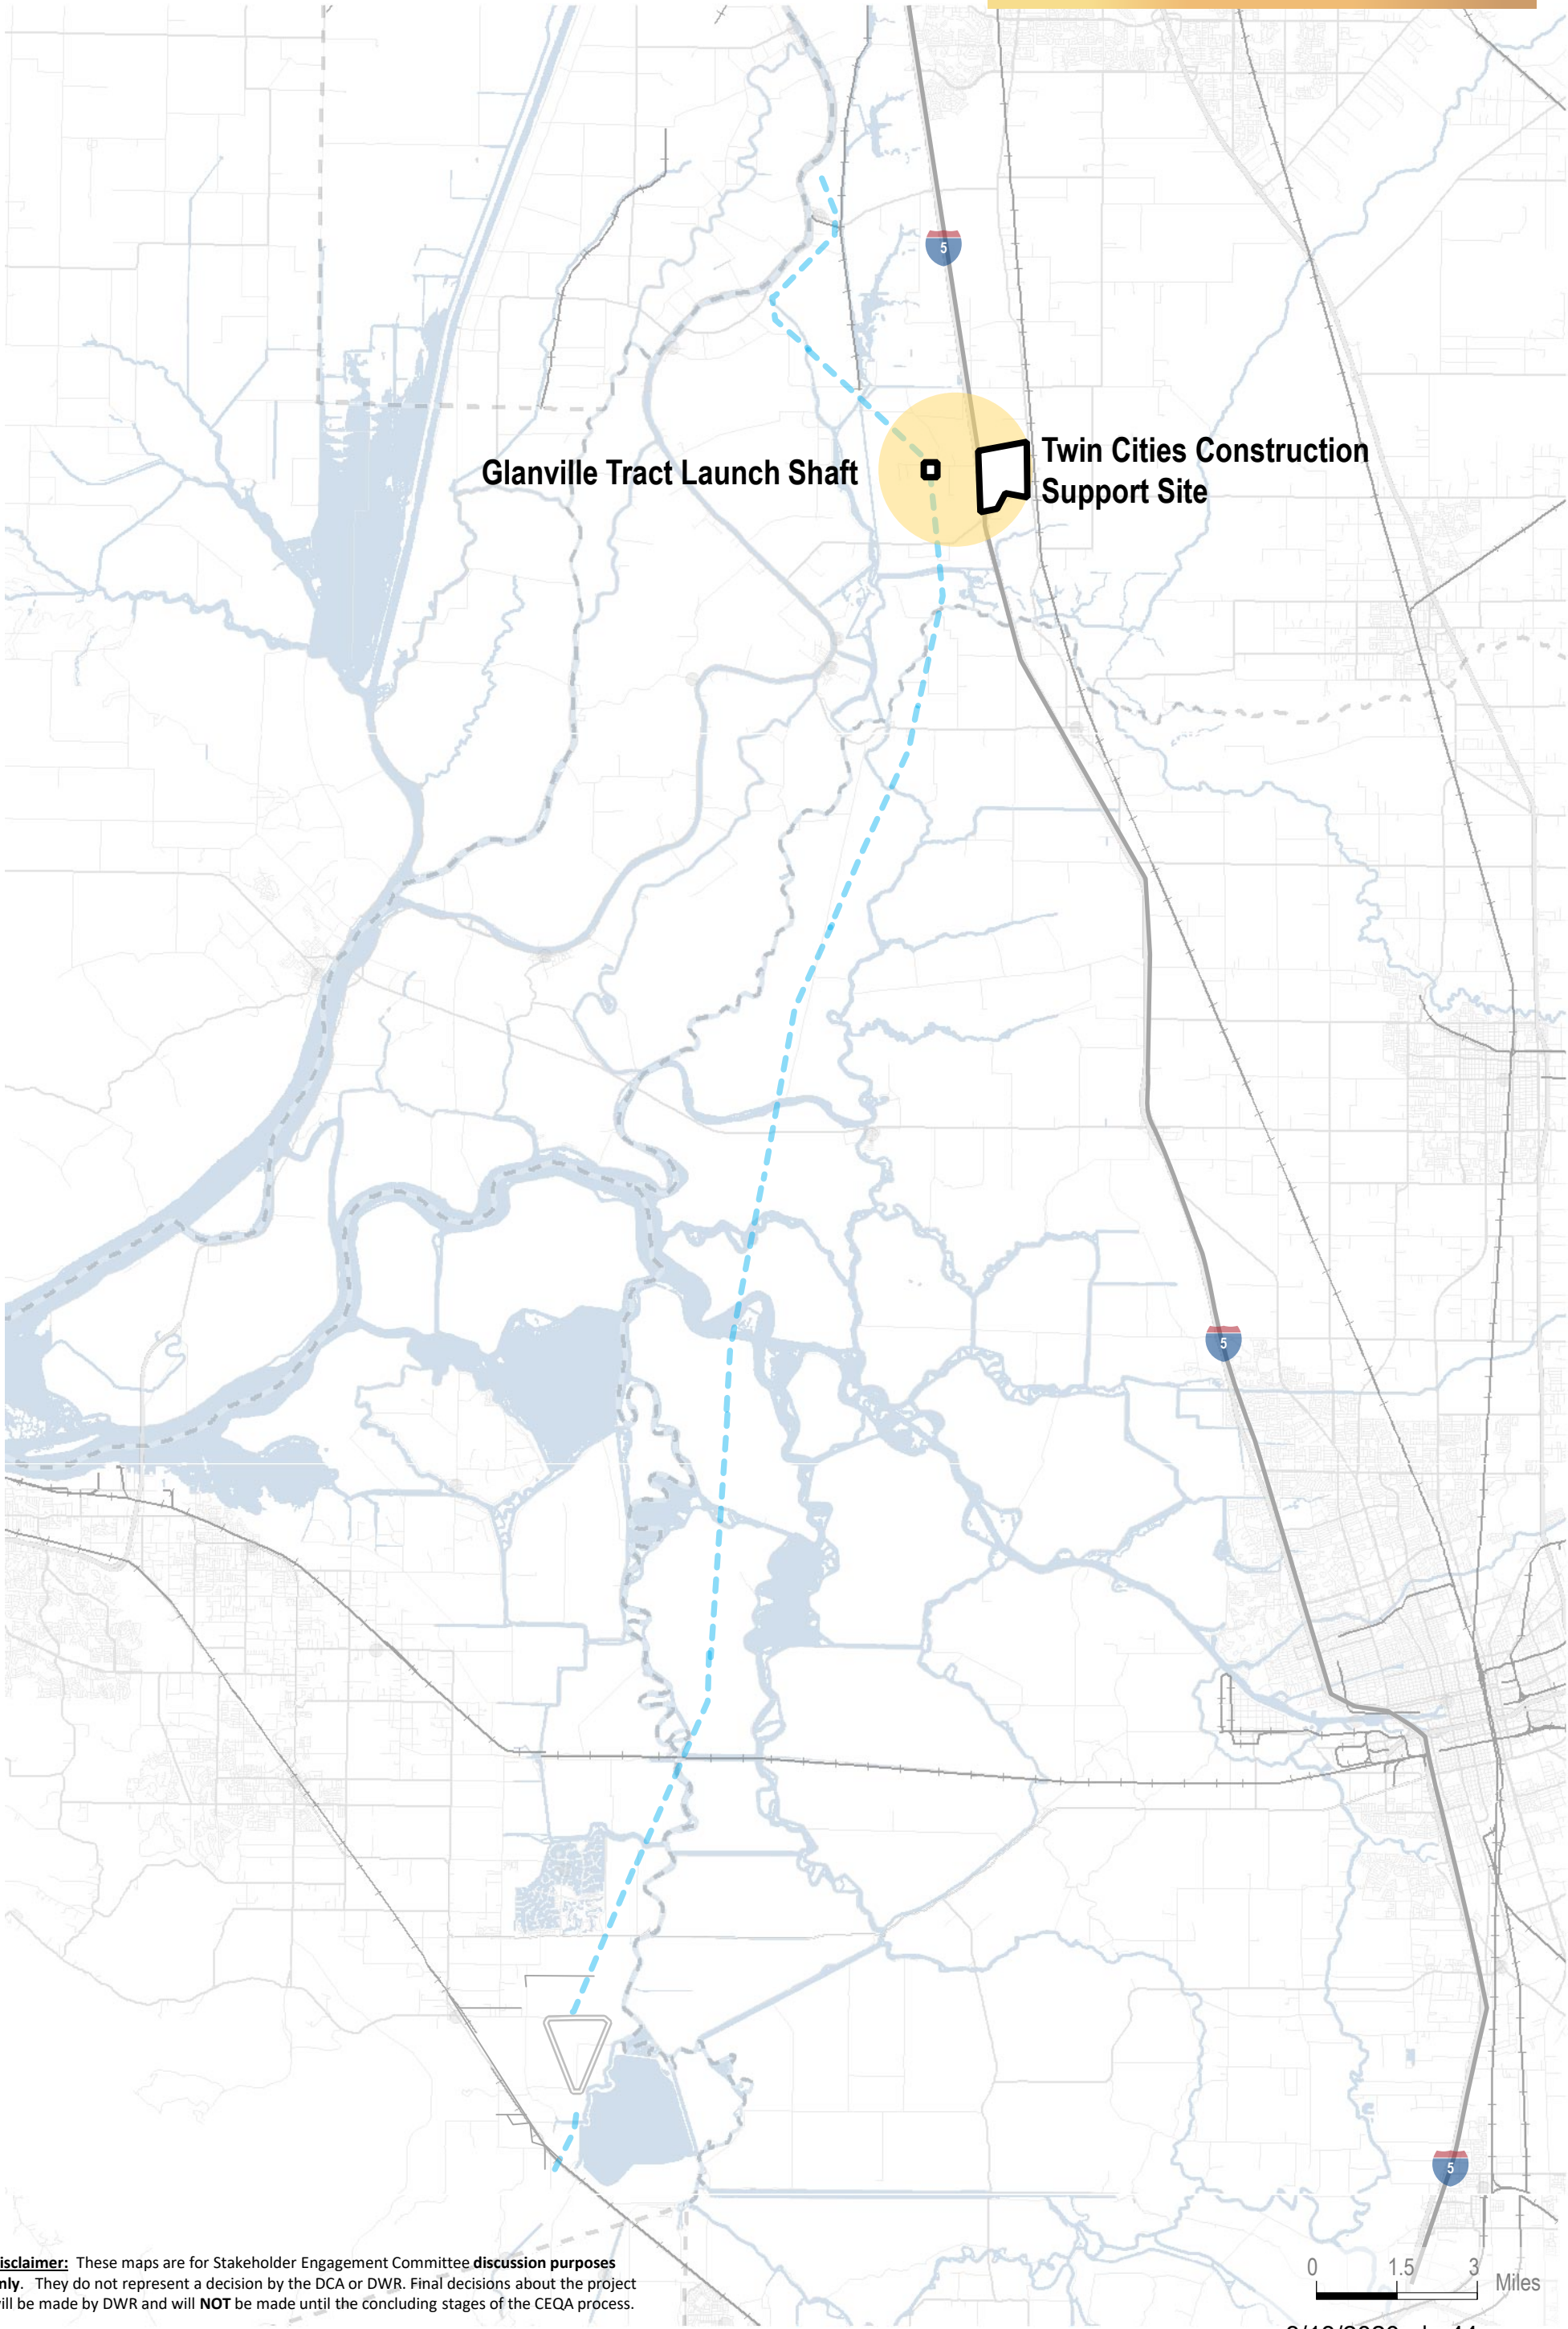 5
Glanville Tract Launch Shaft
Twin Cities Construction
Support Site
5
5
isclaimer: These maps are for Stakeholder Engagement Committee discussion purposes
nly. They do not represent a decision by the DCA or DWR. Final decisions about the project
ill be made by DWR and will NOT be made until the concluding stages of the CEQA process.
0 1.5 3
Miles